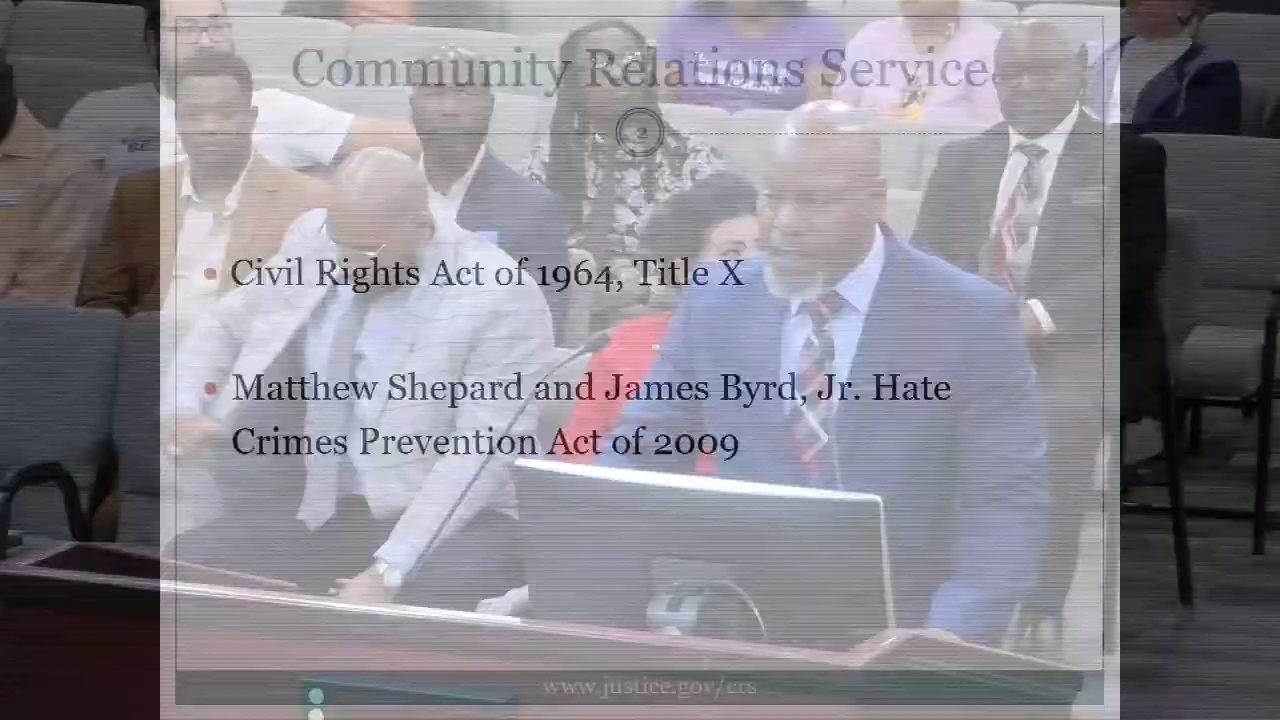 Community Relations Service
2
Civil Rights Act of 1964, Title X
Matthew Shepard and James Byrd, Jr. Hate
Crimes Prevention Act of 2009
www.justice.gov/crs